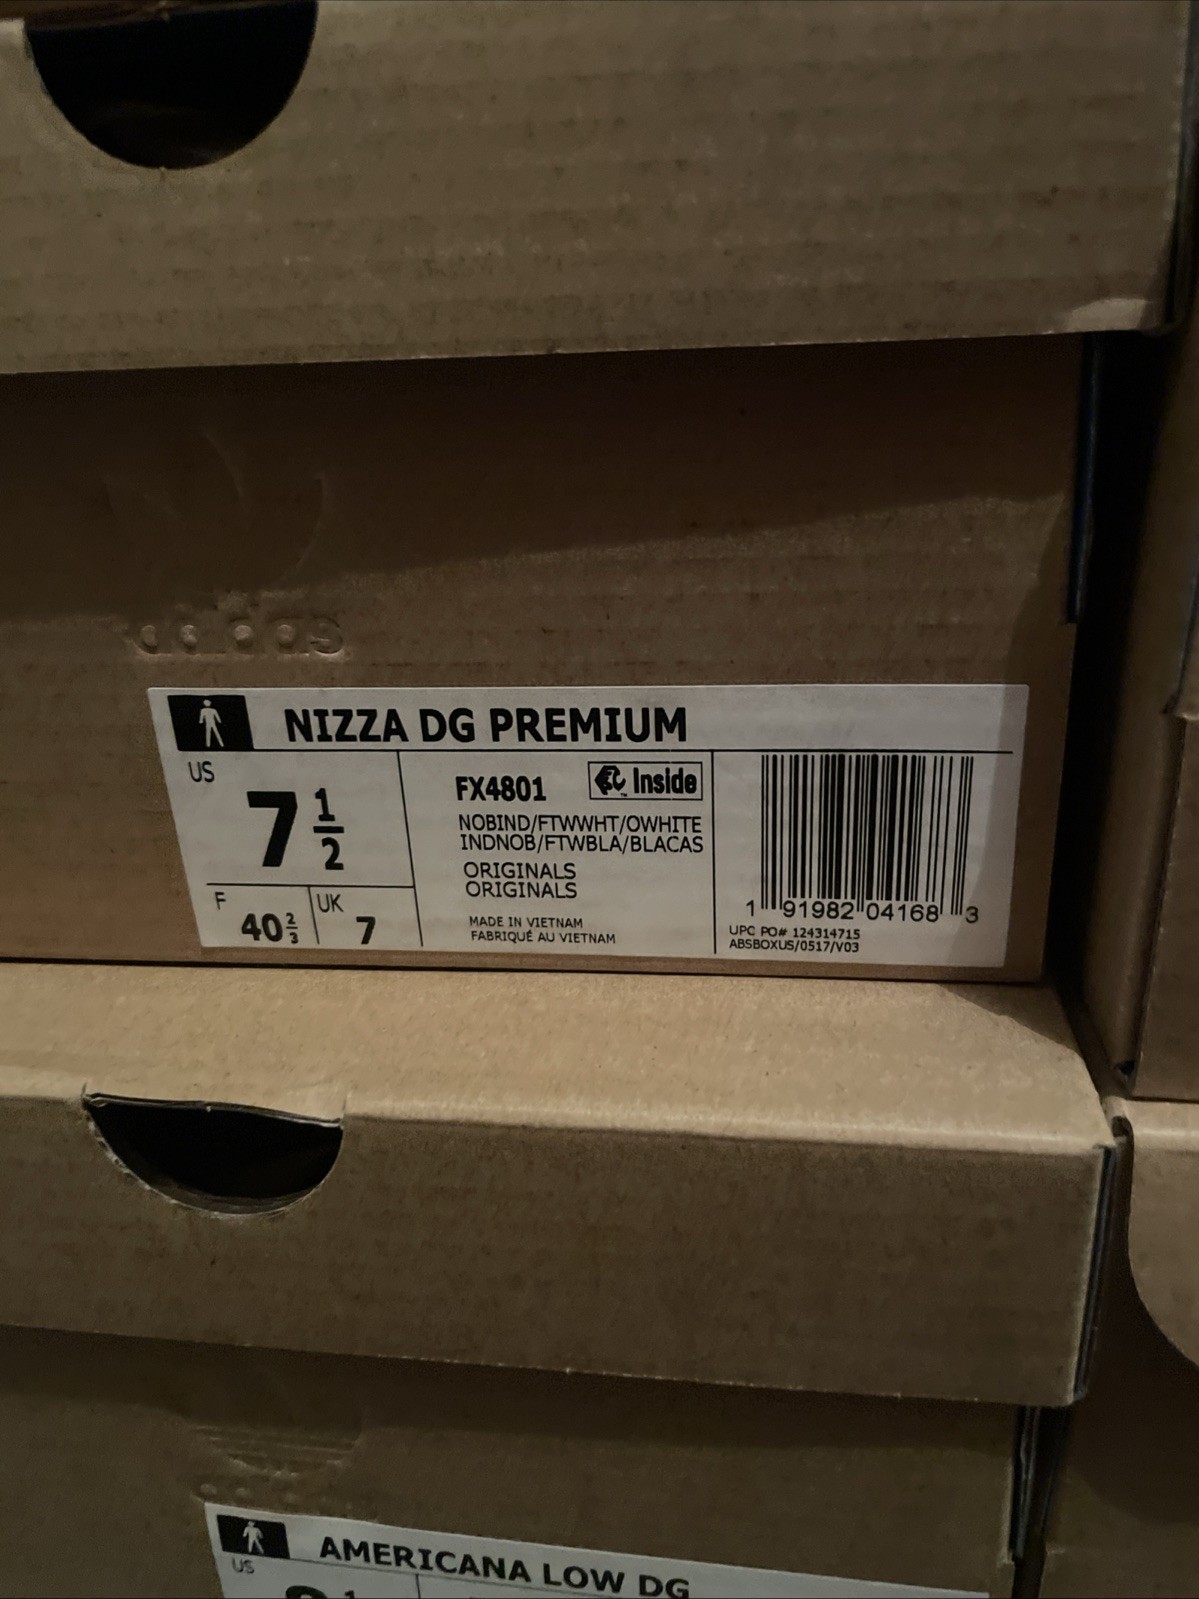 adidas
NIZZA DG PREMIUM
US
7 1/2
F
40 2/3
UK
7
FX4801
Inside
NOBIND/FTWWHT/OWHITE
INDNOB/FTWBLA/BLACAS
ORIGINALS
ORIGINALS
MADE IN VIETNAM
FABRIQUÉ AU VIETNAM
1 91982 04168 3
UPC PO# 124314715
ABSBOXUS/0517/V03
AMERICANA LOW DG
US